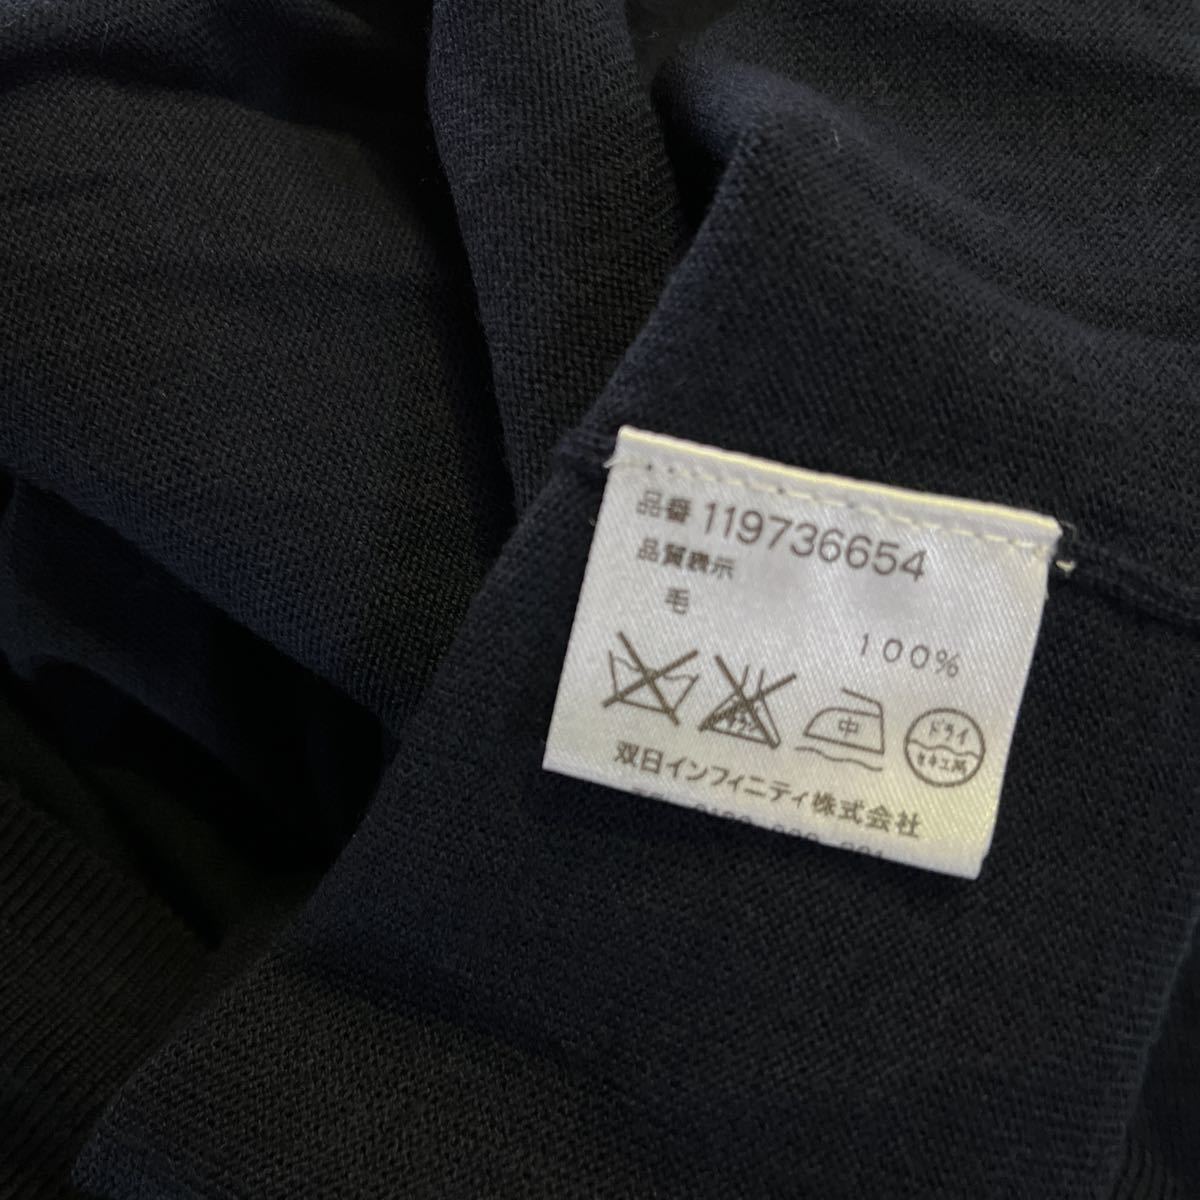 品番 119736654
品質表示
毛
100%
中
ドライ
セキユ系
双日インフィニティ株式会社